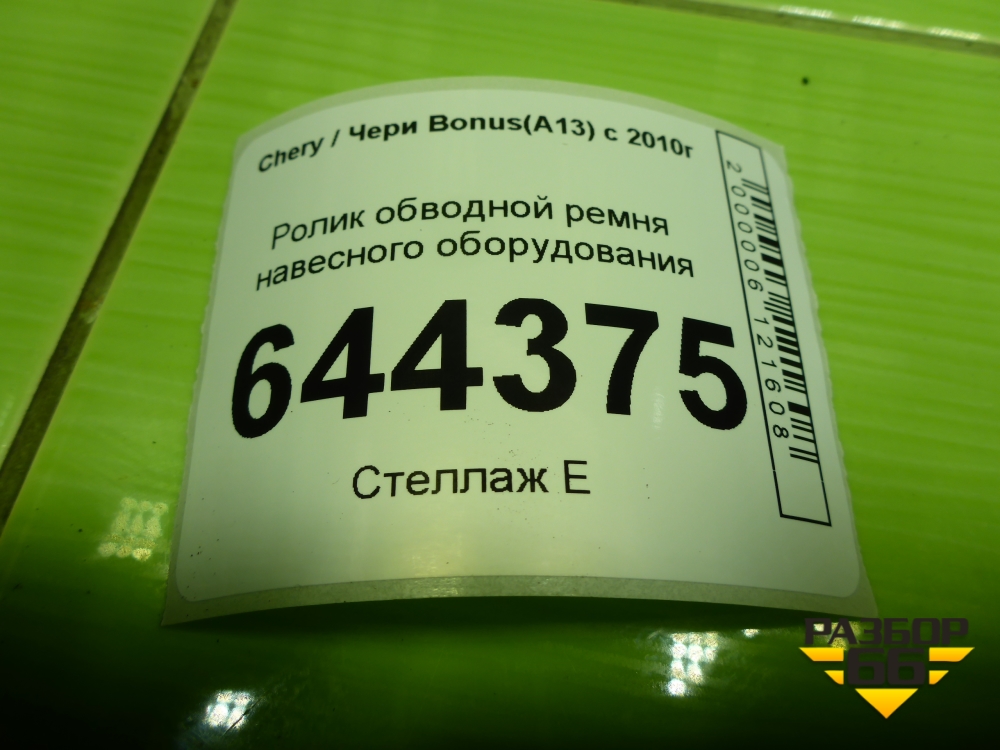 Chery / Чери Bonus(A13) с 2010г
Ролик обводной ремня
навесного оборудования
644375
Стеллаж Е
2000006121608
РАЗБОР
66